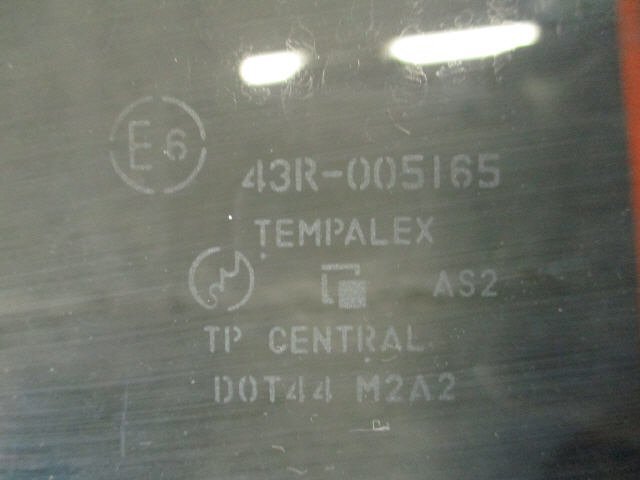 E6
43R-005165
TEMPALEX
AS2
TP CENTRAL
DOT44 M2A2